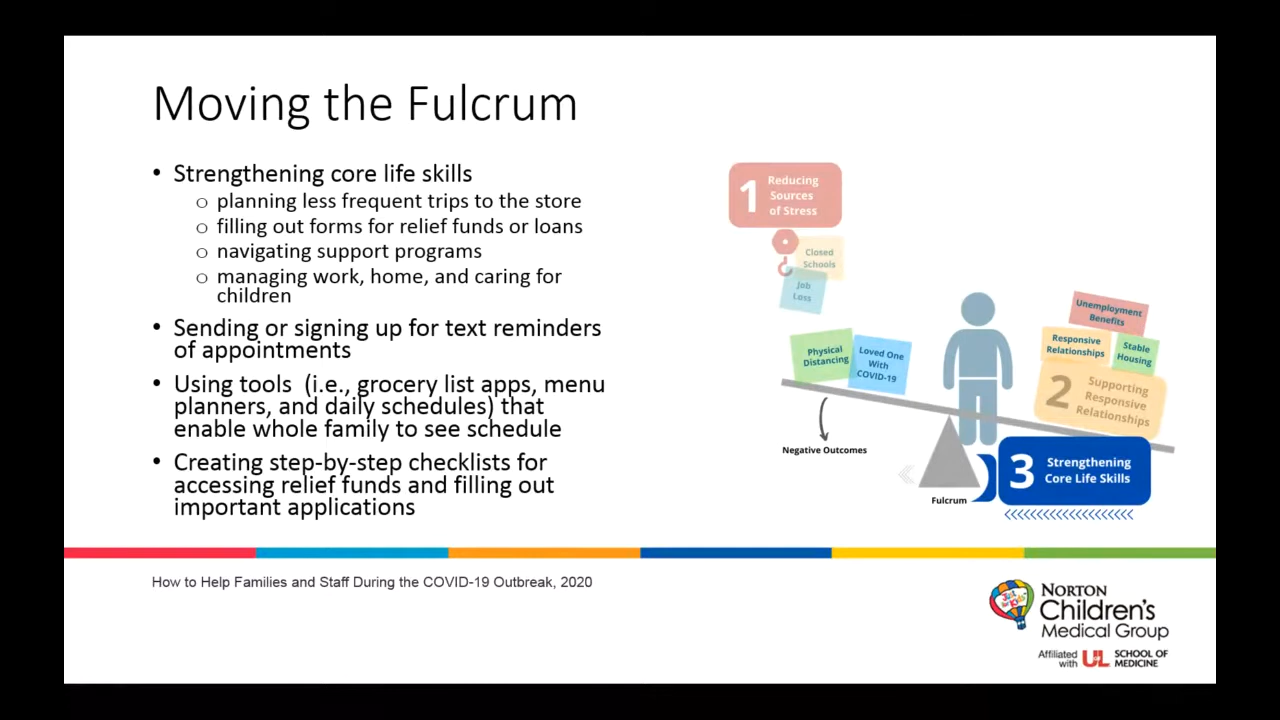 Moving the Fulcrum
• Strengthening core life skills
o planning less frequent trips to the store
o filling out forms for relief funds or loans
o navigating support programs
o managing work, home, and caring for
children
• Sending or signing up for text reminders
of appointments
• Using tools  (i.e., grocery list apps, menu
planners, and daily schedules) that
enable whole family to see schedule
• Creating step-by-step checklists for
accessing relief funds and filling out
important applications
1
Reducing
Sources
of Stress
Closed
Schools
Job
Loss
Physical
Distancing
Loved One
With
COVID-19
Negative Outcomes
Unemployment
Benefits
Responsive
Relationships
Stable
Housing
2
Supporting
Responsive
Relationships
3
Strengthening
Core Life Skills
Fulcrum
How to Help Families and Staff During the COVID-19 Outbreak, 2020
Just
for Kids
NORTON
Children's
Medical Group
Affiliated
with
UL
SCHOOL OF
MEDICINE